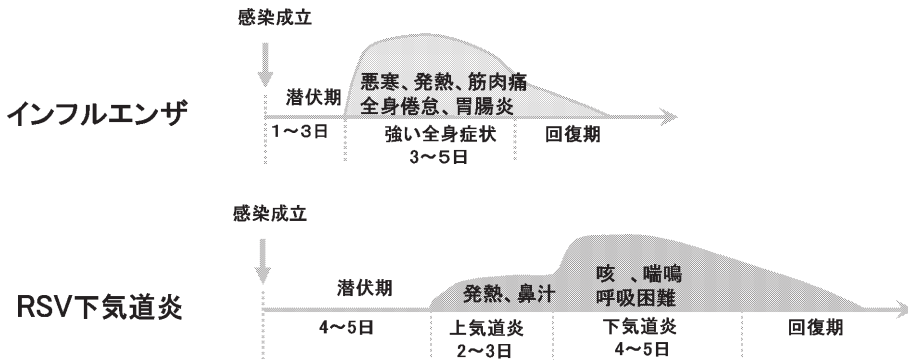 感染成立
インフルエンザ
潜伏期
悪寒、発熱、筋肉痛
全身倦怠、胃腸炎
1～3日
強い全身症状
3～5日
回復期
感染成立
RSV下気道炎
潜伏期
発熱、鼻汁
咳　、喘鳴
呼吸困難
4～5日
上気道炎
2～3日
下気道炎
4～5日
回復期